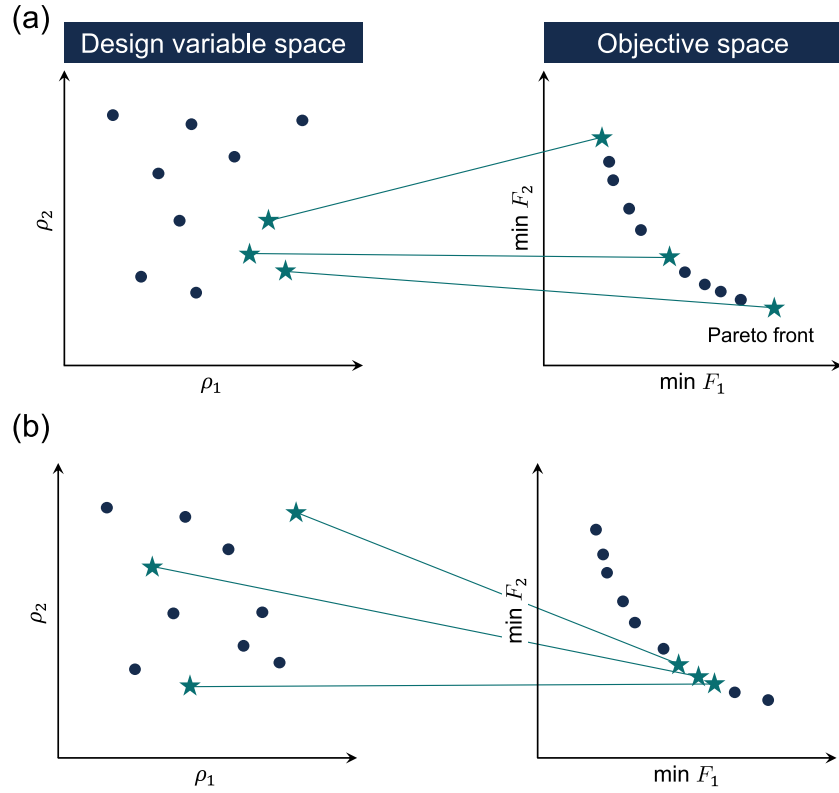 (a)
Design variable space
Objective space
ρ₂
ρ₁
min F₂
Pareto front
min F₁
(b)
ρ₂
ρ₁
min F₂
min F₁